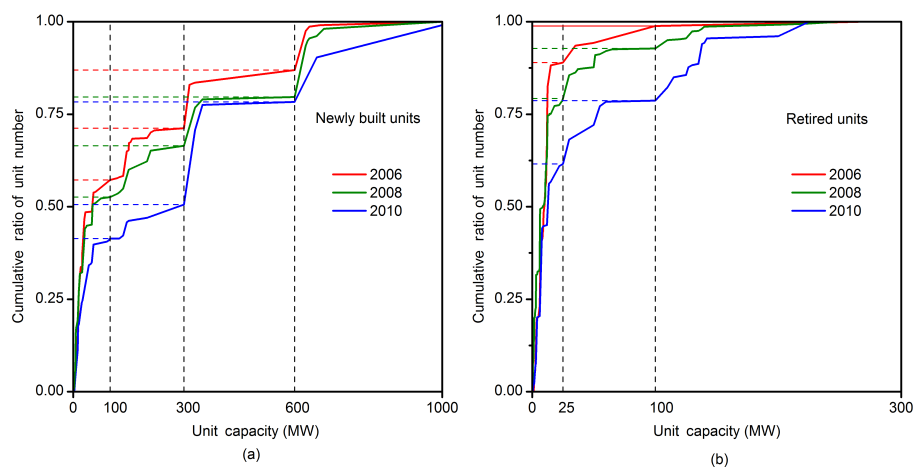 1.00
0.75
0.50
0.25
0.00
Cumulative ratio of unit number
Newly built units
2006
2008
2010
0 100 300 600 1000
Unit capacity (MW)
(a)
1.00
0.75
0.50
0.25
0.00
Cumulative ratio of unit number
Retired units
2006
2008
2010
0 25 100 300
Unit capacity (MW)
(b)